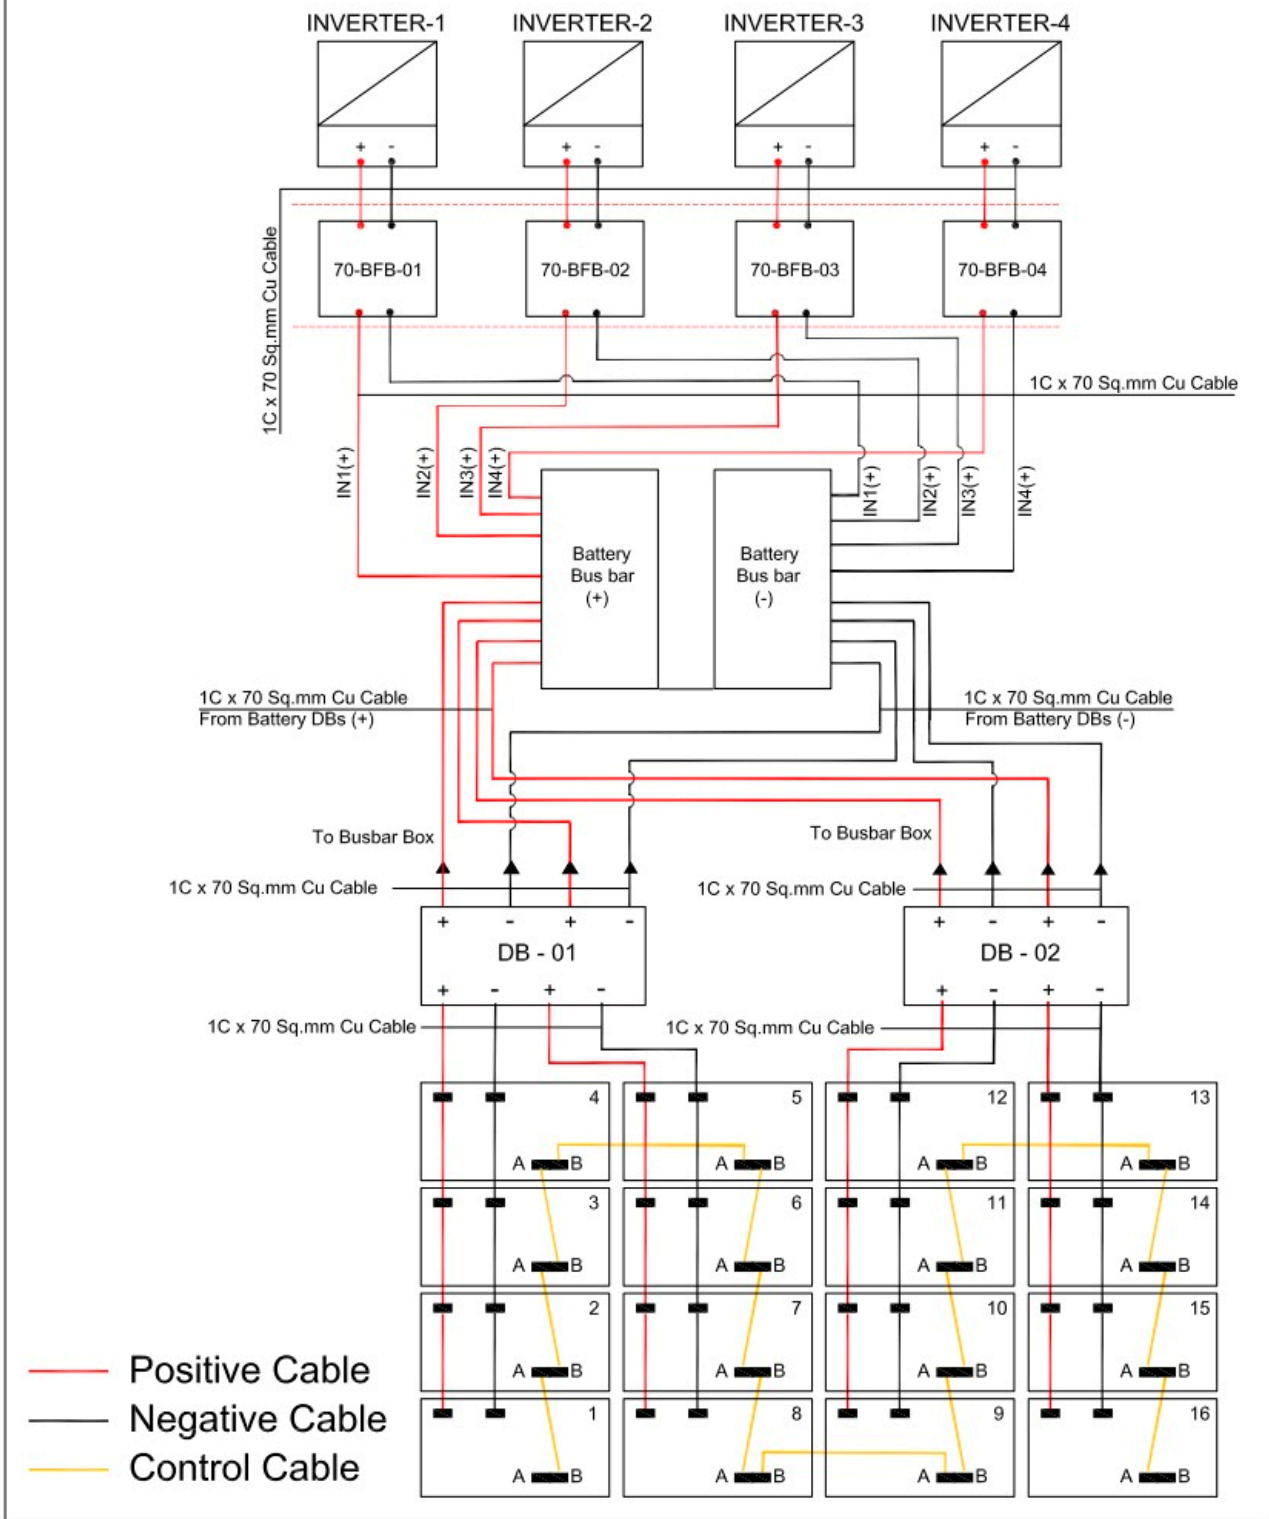 INVERTER-1 INVERTER-2 INVERTER-3 INVERTER-4
+ - + - + - + -
1C x 70 Sq.mm Cu Cable
70-BFB-01 70-BFB-02 70-BFB-03 70-BFB-04
1C x 70 Sq.mm Cu Cable
IN1(+) IN2(+) IN3(+) IN4(+) IN1(+) IN2(+) IN3(+) IN4(+)
Battery Battery
Bus bar Bus bar
(+) (-)
1C x 70 Sq.mm Cu Cable 1C x 70 Sq.mm Cu Cable
From Battery DBs (+) From Battery DBs (-)
To Busbar Box To Busbar Box
1C x 70 Sq.mm Cu Cable 1C x 70 Sq.mm Cu Cable
+ - + - + - + -
DB - 01 DB - 02
+ - + - + - + -
1C x 70 Sq.mm Cu Cable 1C x 70 Sq.mm Cu Cable
4 5 12 13
A B A B A B A B
3 6 11 14
A B A B A B A B
2 7 10 15
Positive Cable A B A B A B A B
Negative Cable 1 8 9 16
Control Cable A B A B A B A B